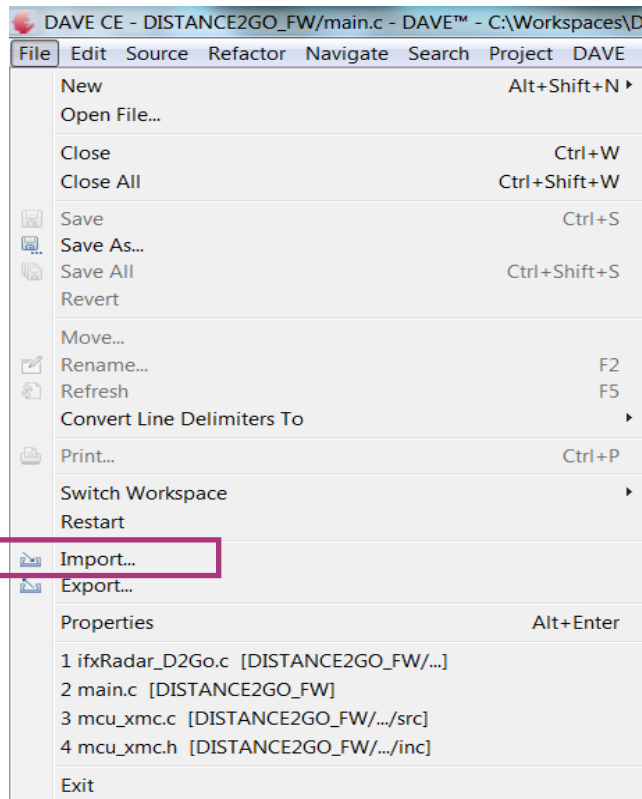 DAVE CE - DISTANCE2GO_FW/main.c - DAVE™ - C:\Workspaces\D
File Edit Source Refactor Navigate Search Project DAVE
New Alt+Shift+N
Open File...
Close Ctrl+W
Close All Ctrl+Shift+W
Save Ctrl+S
Save As...
Save All Ctrl+Shift+S
Revert
Move...
Rename... F2
Refresh F5
Convert Line Delimiters To
Print... Ctrl+P
Switch Workspace
Restart
Import...
Export...
Properties Alt+Enter
1 ifxRadar_D2Go.c [DISTANCE2GO_FW/...]
2 main.c [DISTANCE2GO_FW]
3 mcu_xmc.c [DISTANCE2GO_FW/.../src]
4 mcu_xmc.h [DISTANCE2GO_FW/.../inc]
Exit